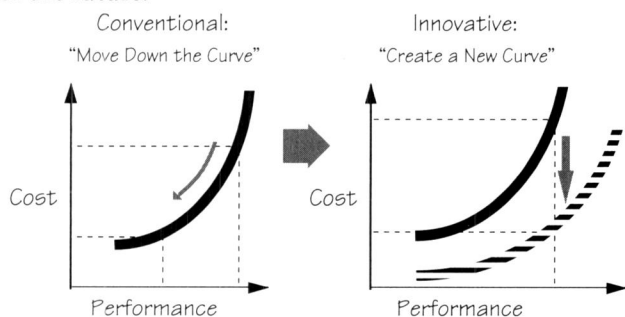 Conventional:
"Move Down the Curve"
Cost
Performance
Innovative:
"Create a New Curve"
Cost
Performance